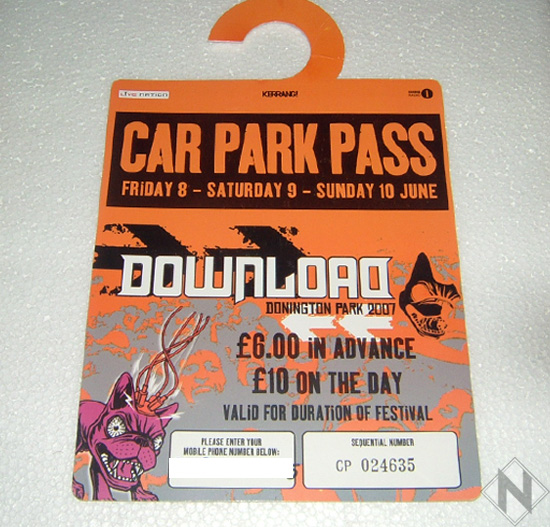 live nation
KERRANG!
CAR PARK PASS
FRiDAY 8 - SATURDAY 9 - SUNDAY 10 JUNE
DOWNLOAD
DONINGTON PARK 2007
£6.00 iN ADVANCE
£10 ON THE DAY
VALiD FOR DURATION OF FESTiVAL
PLEASE ENTER YOUR
MOBILE PHONE NUMBER BELOW:
SEQUENTIAL NUMBER
CP 024635
N